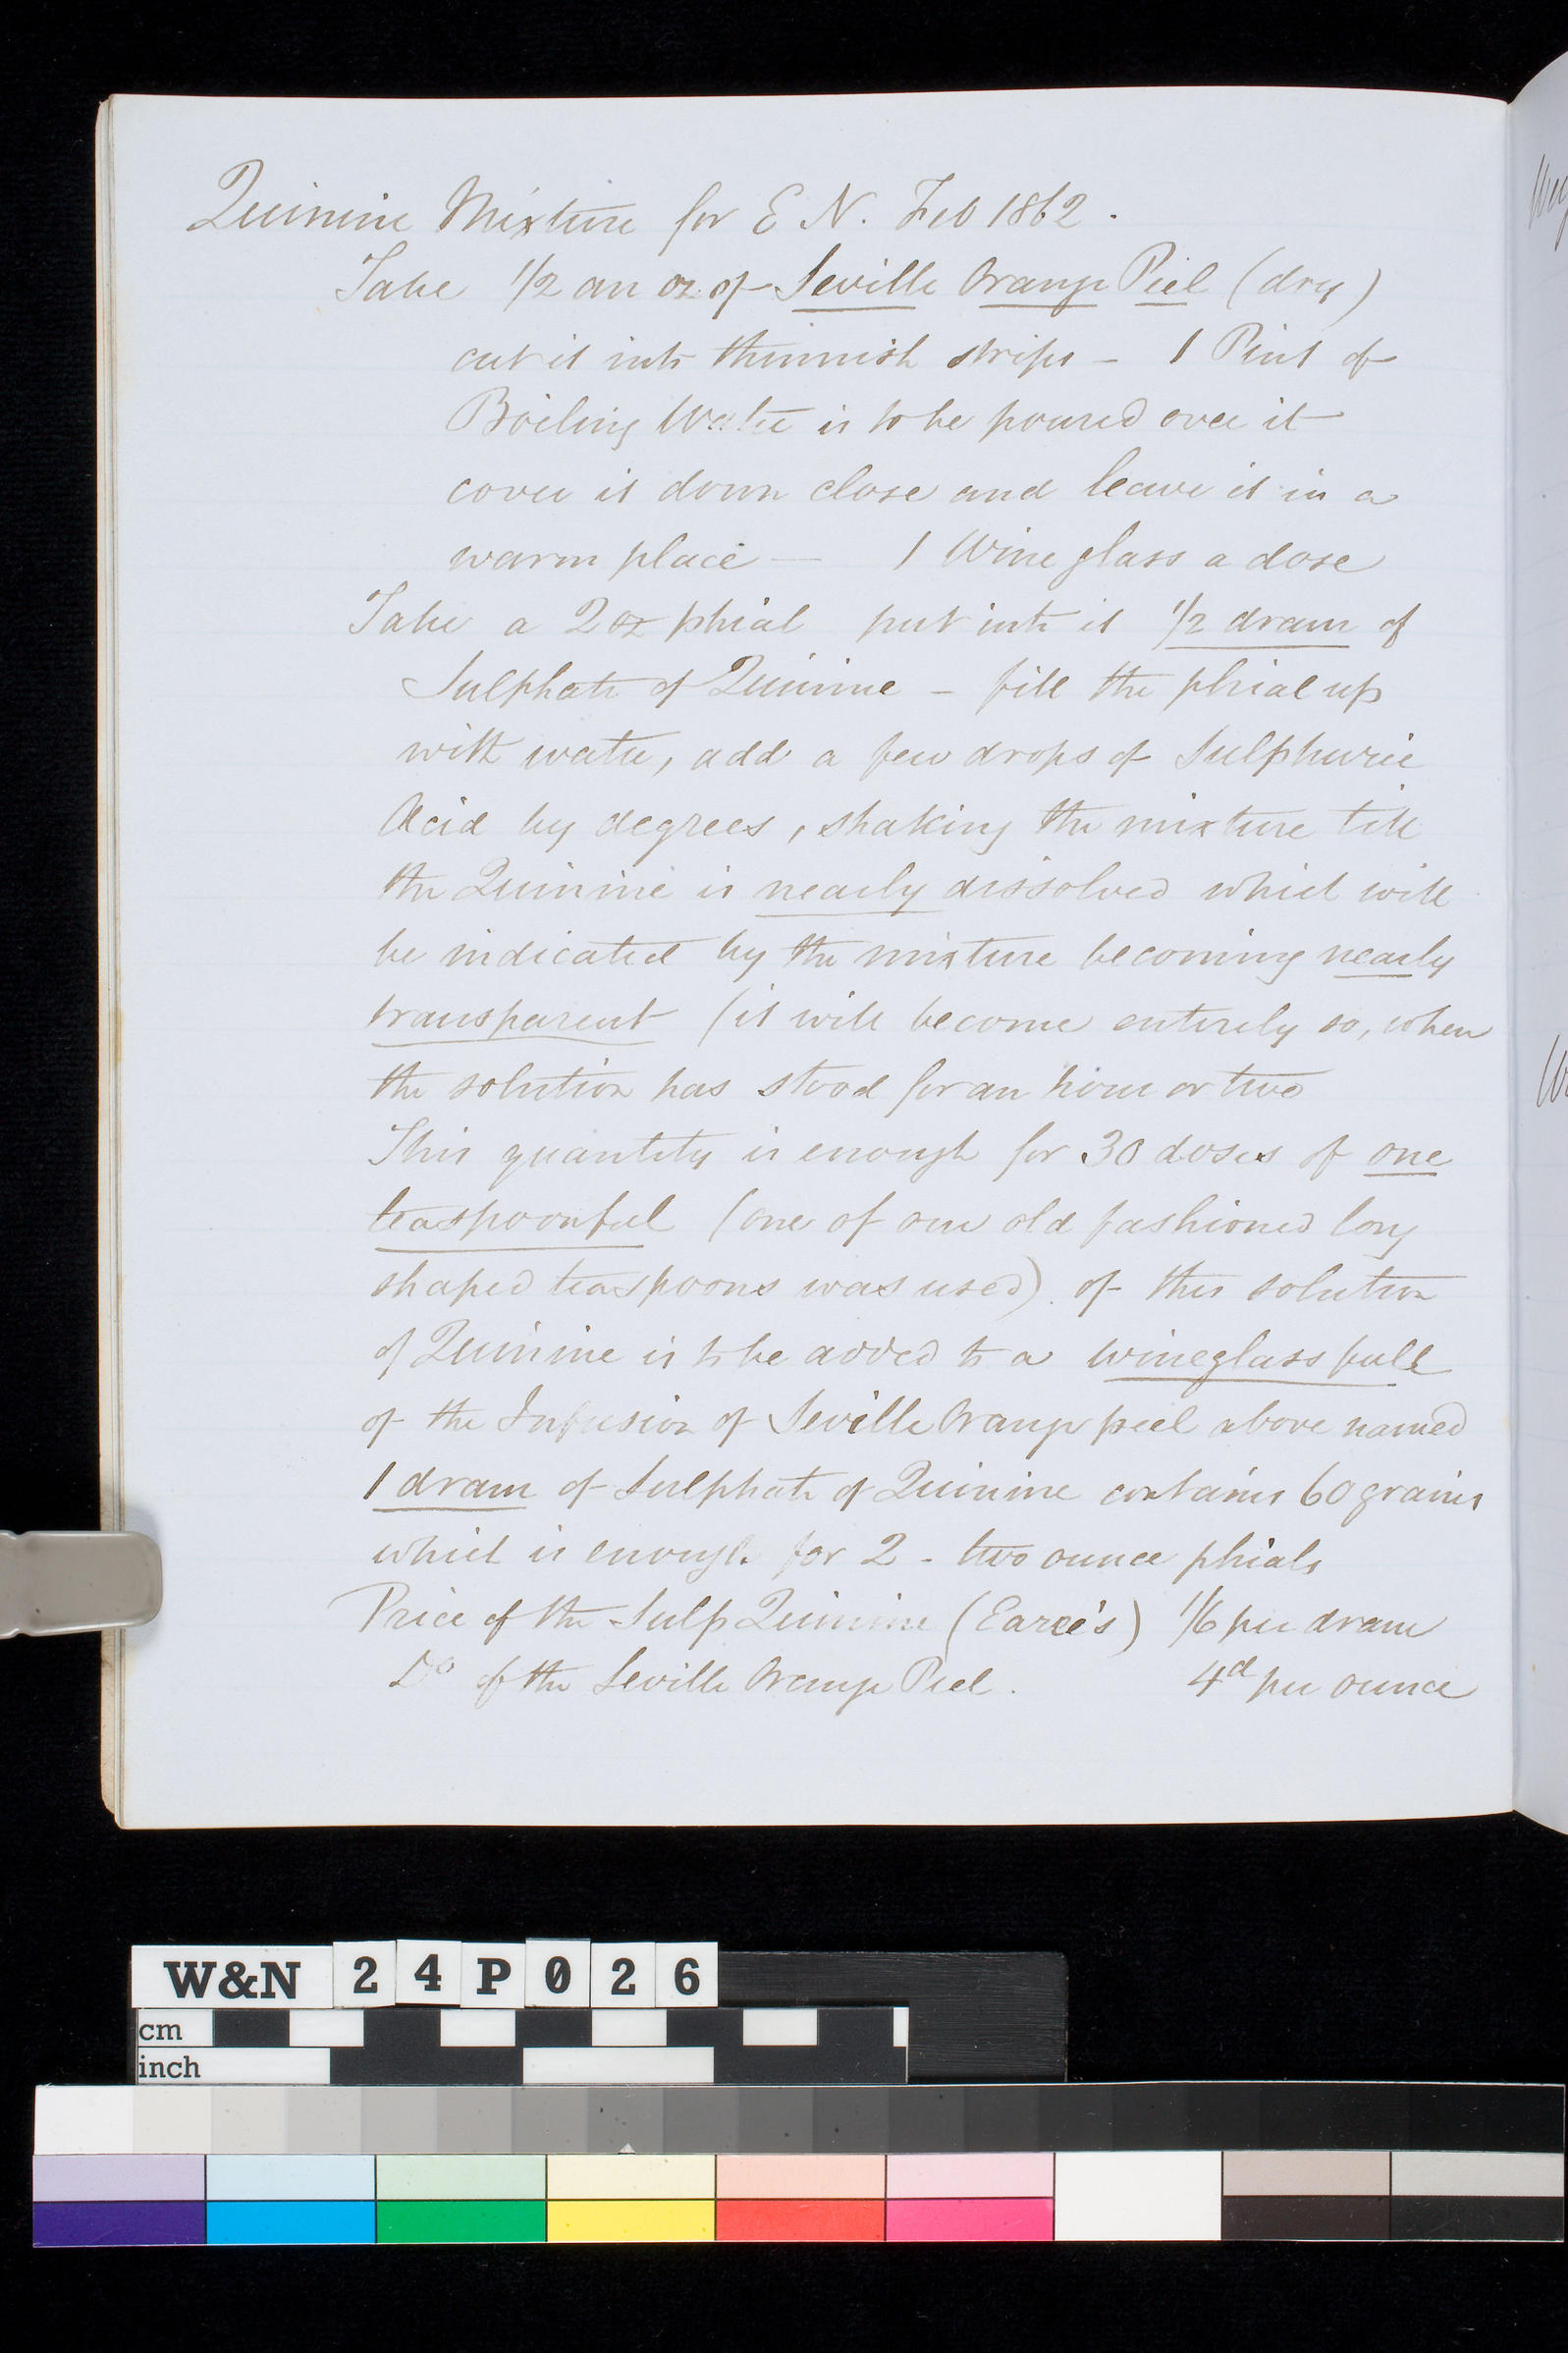 Quinine Mixture for E N. Feb 1862.
Take 1/2 an oz. of Seville Orange Peel (dry)
cut it into thinnish strips – 1 Pint of
Boiling Water is to be poured over it
cover it down close and leave it in a
warm place — 1 Wine glass a dose
Take a 2 oz phial put into it 1/2 dram of
Sulphate of Quinine – fill the phial up
with water, add a few drops of Sulphuric
Acid by degrees, shaking the mixture till
the Quinine is nearly dissolved which will
be indicated by the mixture becoming nearly
transparent (it will become entirely so, when
the solution has stood for an hour or two
This quantity is enough for 30 doses of one
teaspoonful (one of our old fashioned long
shaped teaspoons was used) of this solution
of Quinine is to be added to a wineglass full
of the Infusion of Seville Orange peel above named
1 dram of Sulphate of Quinine contains 60 grains
which is enough for 2 - two ounce phials
Price of the Sulp Quinine 1/6 per dram
Do of the Seville Orange Peel. 4d per ounce
W&N 24P026
cm
inch